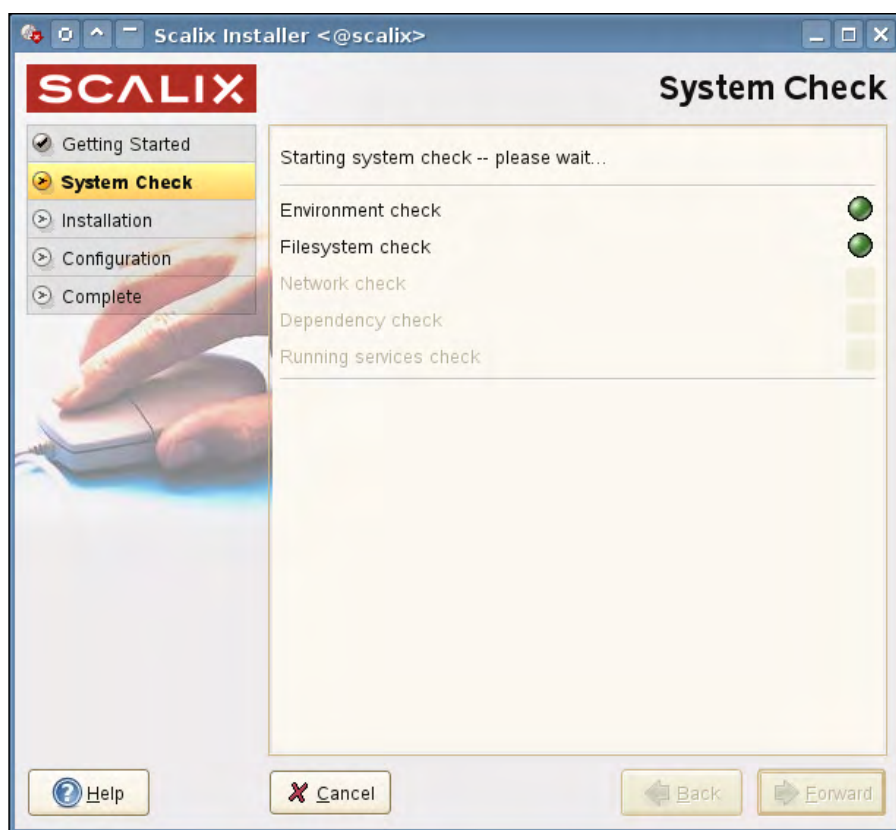 Scalix Installer <@scalix>
SCALIX
System Check
Getting Started
System Check
Installation
Configuration
Complete
Starting system check -- please wait...
Environment check
Filesystem check
Network check
Dependency check
Running services check
Help
Cancel
Back
Forward